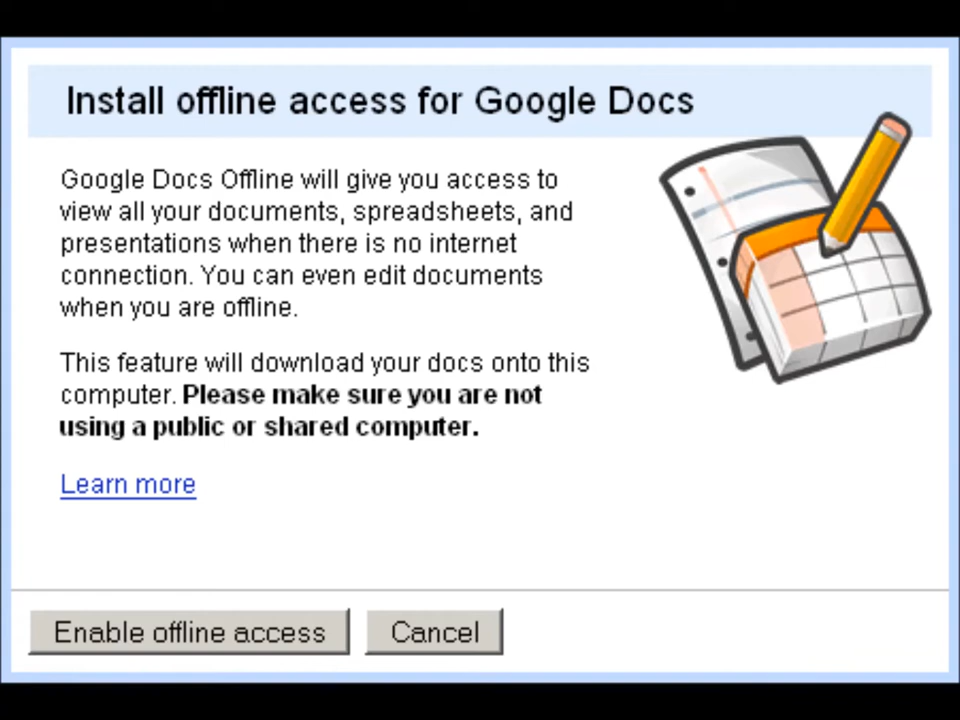 Install offline access for Google Docs
Google Docs Offline will give you access to
view all your documents, spreadsheets, and
presentations when there is no internet
connection. You can even edit documents
when you are offline.
This feature will download your docs onto this
computer. Please make sure you are not
using a public or shared computer.
Learn more
Enable offline access
Cancel